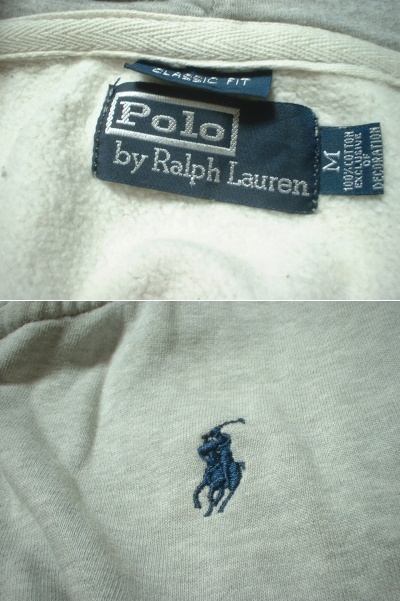 CLASSIC FIT
Polo
by Ralph Lauren
M
100% COTTON
EXCLUSIVE
OF
DECORATION